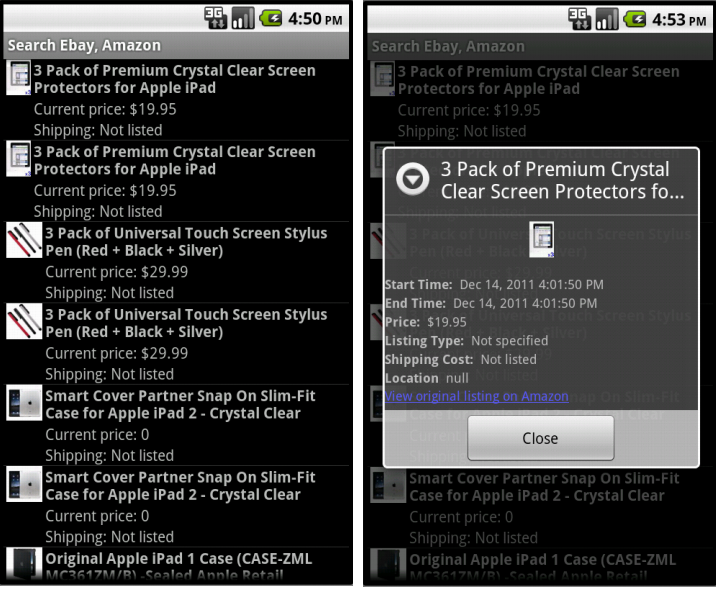 3G 4:50 PM
Search Ebay, Amazon
3 Pack of Premium Crystal Clear Screen
Protectors for Apple iPad
Current price: $19.95
Shipping: Not listed
3 Pack of Premium Crystal Clear Screen
Protectors for Apple iPad
Current price: $19.95
Shipping: Not listed
3 Pack of Universal Touch Screen Stylus
Pen (Red + Black + Silver)
Current price: $29.99
Shipping: Not listed
3 Pack of Universal Touch Screen Stylus
Pen (Red + Black + Silver)
Current price: $29.99
Shipping: Not listed
Smart Cover Partner Snap On Slim-Fit
Case for Apple iPad 2 - Crystal Clear
Current price: 0
Shipping: Not listed
Smart Cover Partner Snap On Slim-Fit
Case for Apple iPad 2 - Crystal Clear
Current price: 0
Shipping: Not listed
Original Apple iPad 1 Case (CASE-ZML
MC361ZM/B) -Sealed Apple Retail
3G 4:53 PM
Search Ebay, Amazon
3 Pack of Premium Crystal Clear Screen
Protectors for Apple iPad
Current price: $19.95
Shipping: Not listed
3 Pack of Premium Crystal
Clear Screen Protectors fo...
Start Time: Dec 14, 2011 4:01:50 PM
End Time: Dec 14, 2011 4:01:50 PM
Price: $19.95
Listing Type: Not specified
Shipping Cost: Not listed
Location null
View original listing on Amazon
Close
Smart Cover Partner Snap On Slim-Fit
Case for Apple iPad 2 - Crystal Clear
Current price: 0
Shipping: Not listed
Original Apple iPad 1 Case (CASE-ZML
MC361ZM/B) -Sealed Apple Retail